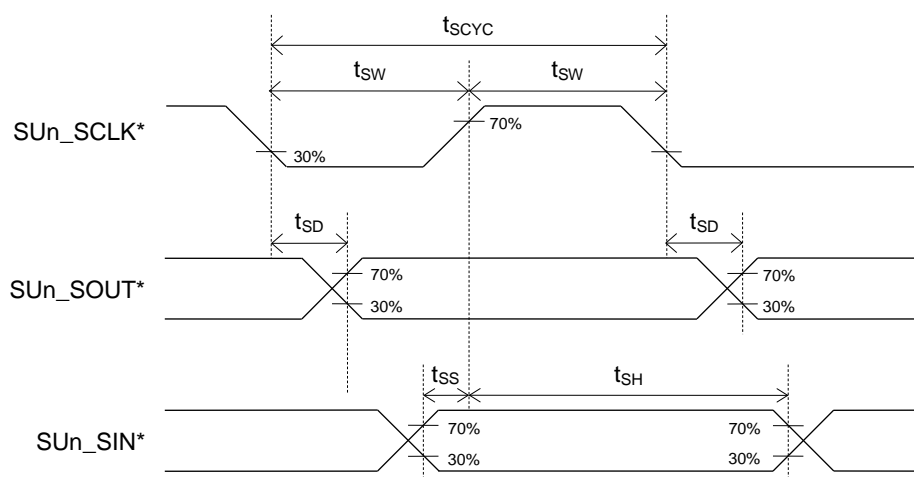 tSCYC
tSW tSW
SUn_SCLK*
70%
30%
tSD tSD
SUn_SOUT*
70% 70%
30% 30%
tSS tSH
SUn_SIN*
70% 70%
30% 30%